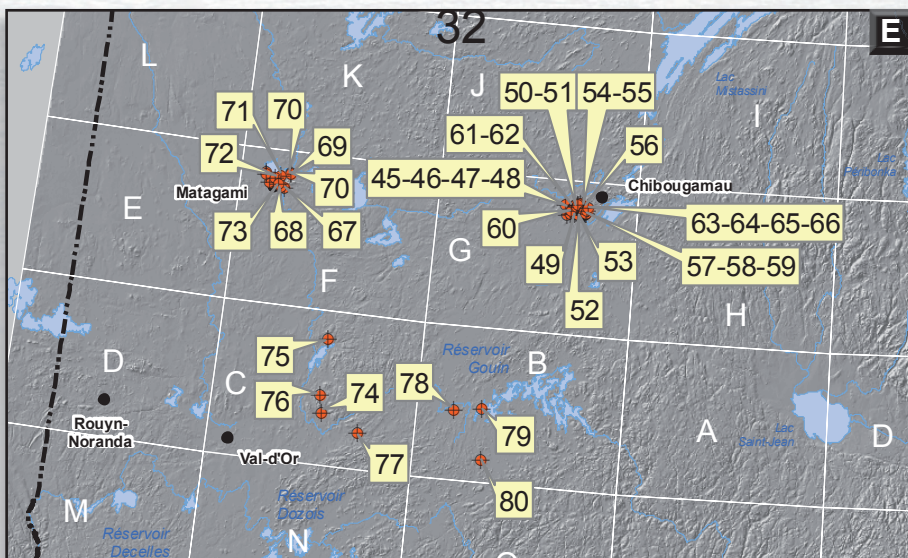 32
E
L
K
J
50-51
54-55
Lac
Mistassini
I
71
70
61-62
69
56
72
45-46-47-48
Lac
Péribonka
Matagami
70
Chibougamau
E
60
63-64-65-66
73
68
67
G
49
53
57-58-59
F
52
H
75
Réservoir
Gouin
B
D
C
76
74
78
Rouyn-
Noranda
79
A
Lac
Saint-Jean
D
Val-d'Or
77
80
M
Réservoir
Dozois
Réservoir
Decelles
N